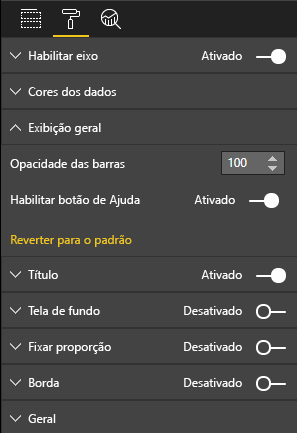 Habilitar eixo Ativado
Cores dos dados
Exibição geral
Opacidade das barras 100
Habilitar botão de Ajuda Ativado
Reverter para o padrão
Título Ativado
Tela de fundo Desativado
Fixar proporção Desativado
Borda Desativado
Geral